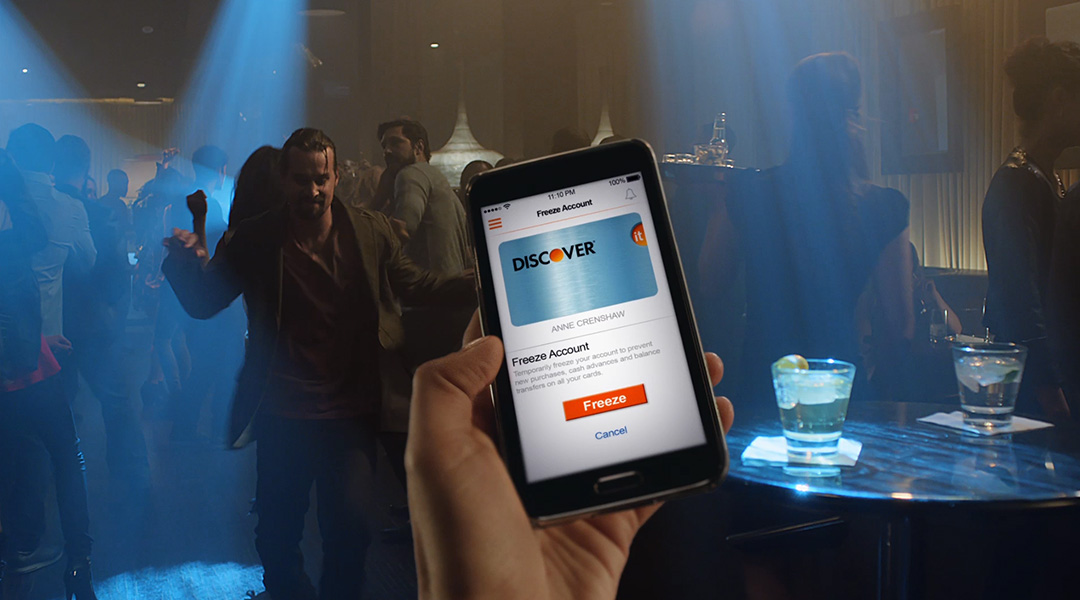 11:10 PM
100%
Freeze Account
DISCOVER
it
ANNE CRENSHAW
Freeze Account
Temporarily freeze your account to prevent
new purchases, cash advances and balance
transfers on all your cards.
Freeze
Cancel